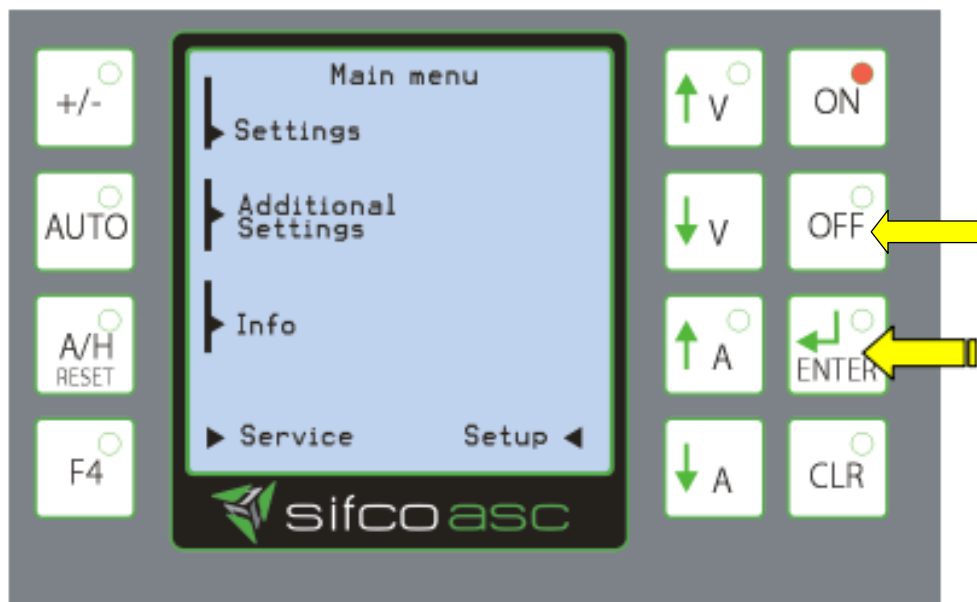 Main menu
Settings
Additional
Settings
Info
Service Setup
sifco asc
+/-
AUTO
A/H
RESET
F4
V
V
A
A
ON
OFF
ENTER
CLR